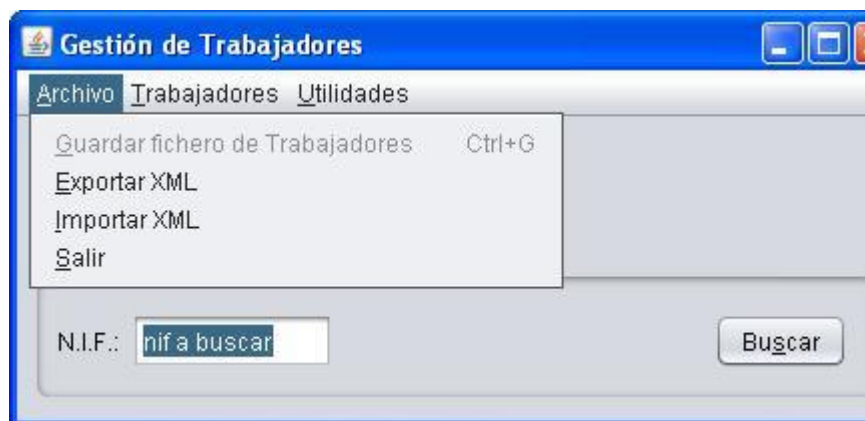 Gestión de Trabajadores
Archivo Trabajadores Utilidades
Guardar fichero de Trabajadores Ctrl+G
Exportar XML
Importar XML
Salir
N.I.F.: nif a buscar Buscar